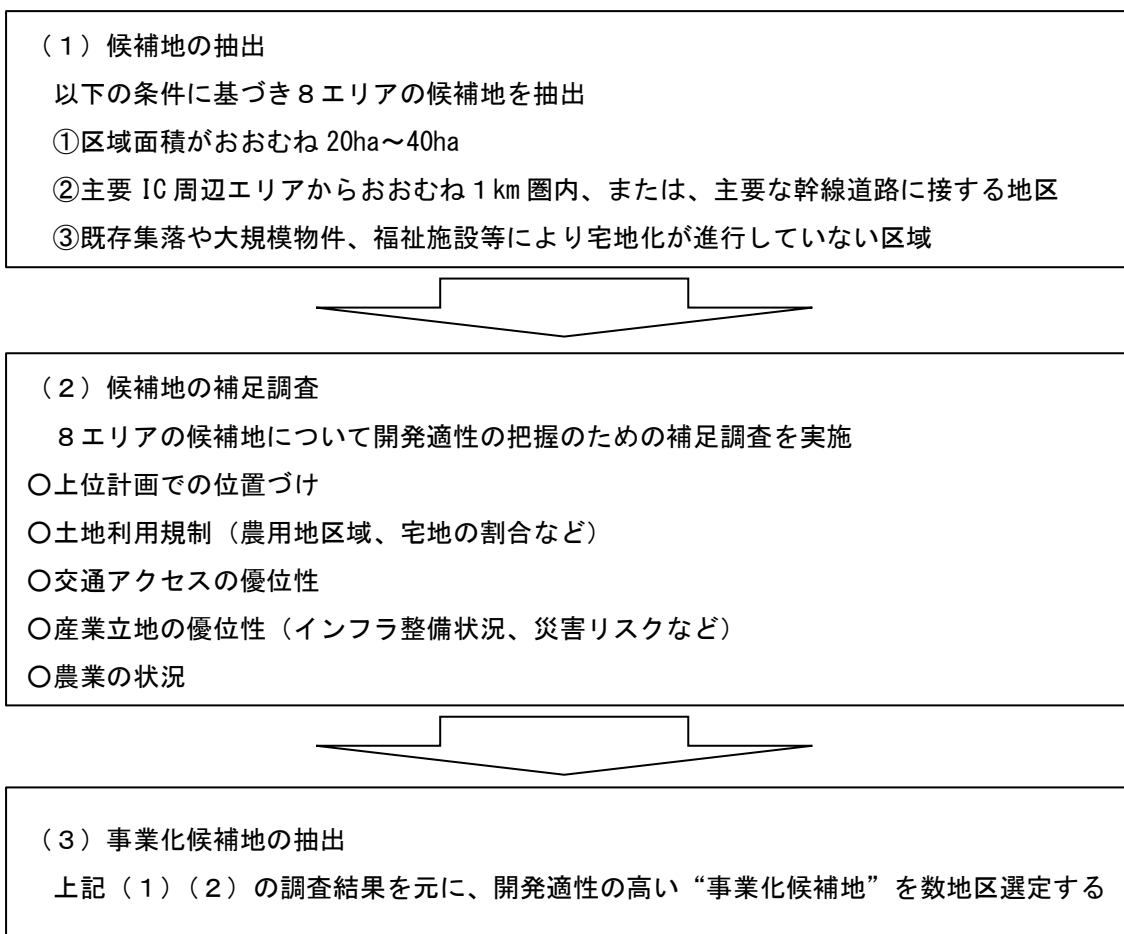 （１）候補地の抽出
以下の条件に基づき８エリアの候補地を抽出
①区域面積がおおむね 20ha～40ha
②主要 IC 周辺エリアからおおむね１km 圏内、または、主要な幹線道路に接する地区
③既存集落や大規模物件、福祉施設等により宅地化が進行していない区域
（２）候補地の補足調査
８エリアの候補地について開発適性の把握のための補足調査を実施
〇上位計画での位置づけ
〇土地利用規制（農用地区域、宅地の割合など）
〇交通アクセスの優位性
〇産業立地の優位性（インフラ整備状況、災害リスクなど）
〇農業の状況
（３）事業化候補地の抽出
上記（１）（２）の調査結果を元に、開発適性の高い“事業化候補地”を数地区選定する